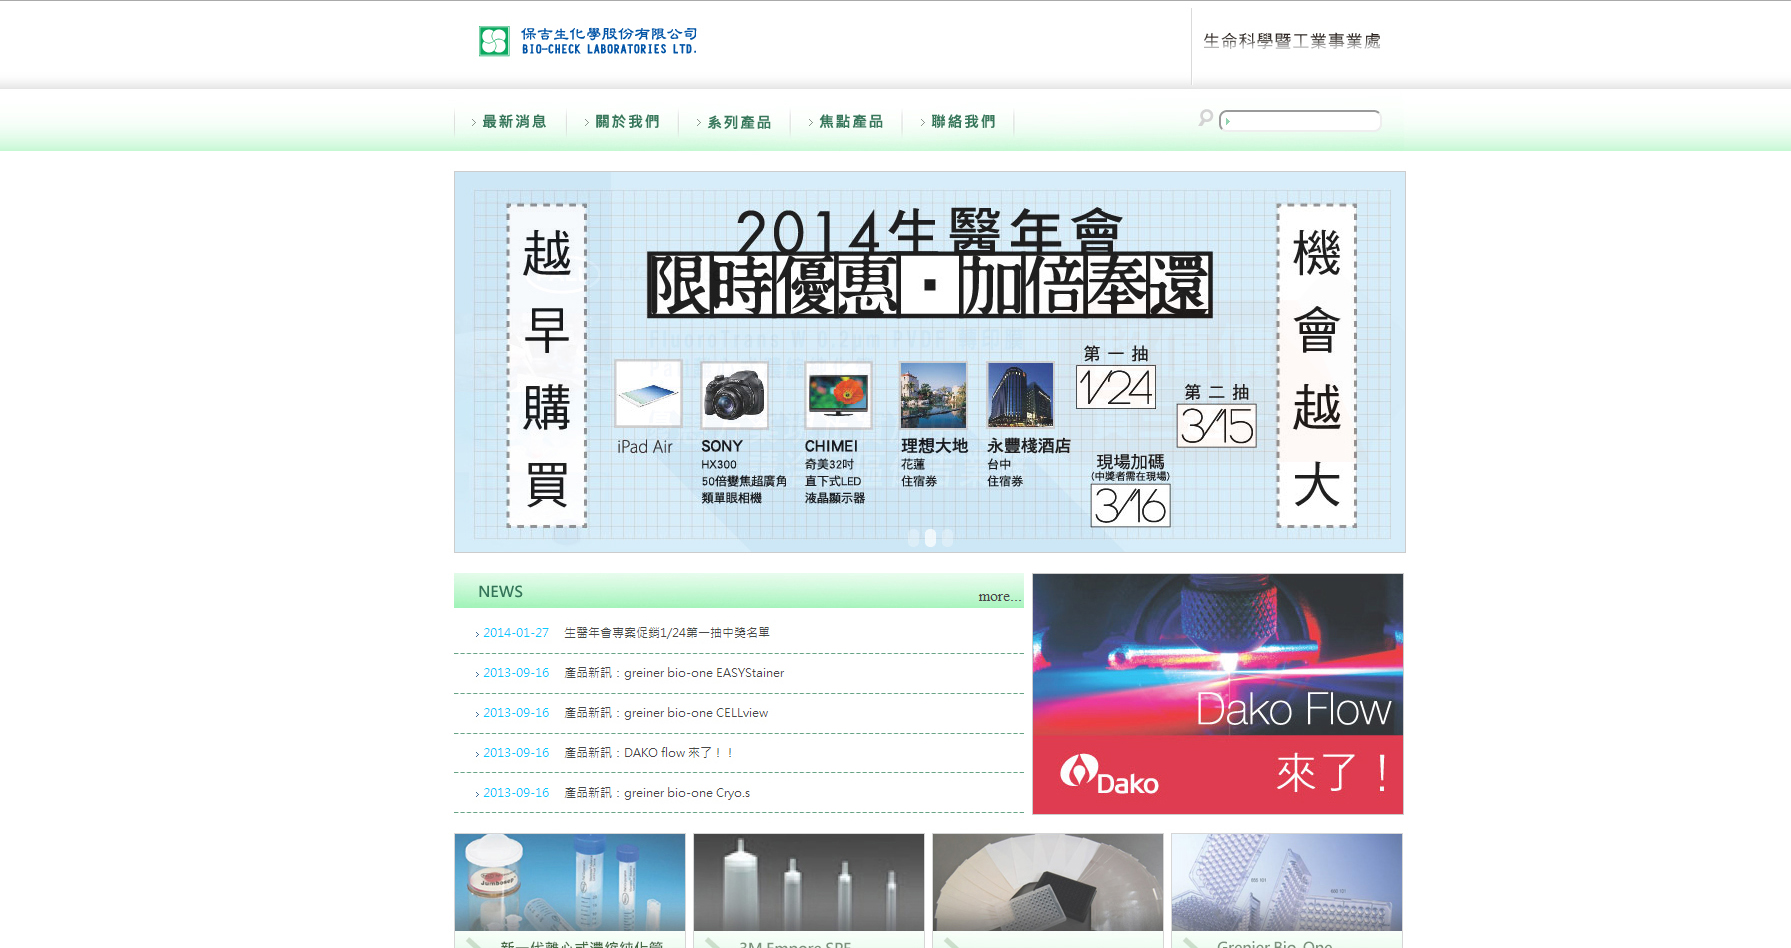 保吉生化學股份有限公司
BIO-CHECK LABORATORIES LTD.
生命科學暨工業事業處
最新消息
關於我們
系列產品
焦點產品
聯絡我們
越早購買
2014生醫年會
限時優惠・加倍奉還
機會越大
iPad Air
SONY
HX300
50倍變焦超廣角
類單眼相機
CHIMEI
奇美32吋
直下式LED
液晶顯示器
理想大地
花蓮
住宿券
永豐棧酒店
台中
住宿券
第一抽
1/24
第二抽
3/15
現場加碼
(中獎者需在現場)
3/16
NEWS
more...
2014-01-27 生醫年會專案促銷1/24第一抽中獎名單
2013-09-16 產品新訊：greiner bio-one EASYStainer
2013-09-16 產品新訊：greiner bio-one CELLview
2013-09-16 產品新訊：DAKO flow 來了！！
2013-09-16 產品新訊：greiner bio-one Cryo.s
Dako Flow
Dako
來了！
Jumbosep
新一代離心式濃縮純化管
3M Empore SPE
Grenier Bio-One